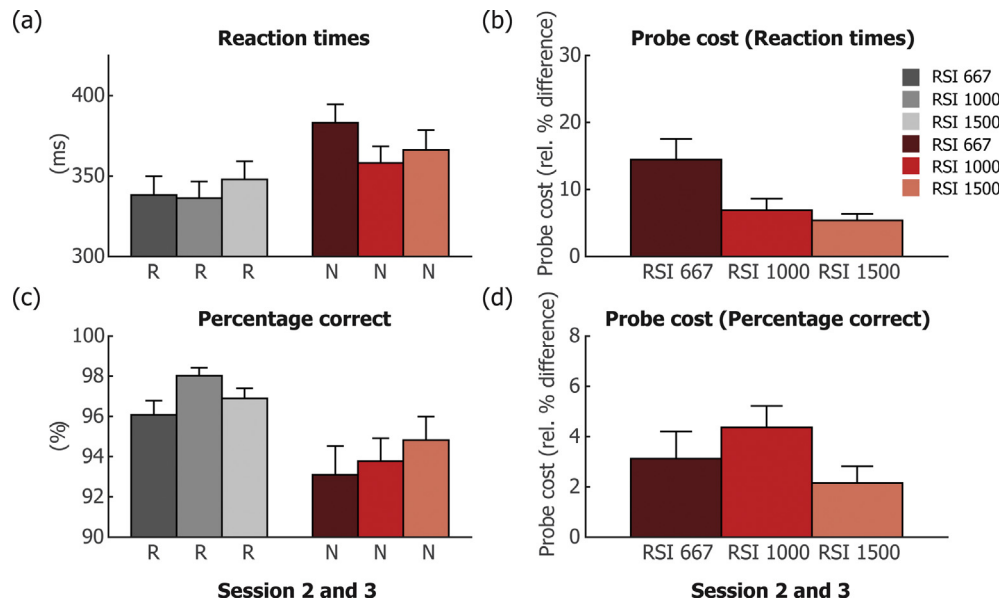 (a)
Reaction times
(ms)
400
350
300
R R R N N N
(b)
Probe cost (Reaction times)
Probe cost (rel. % difference)
30
20
10
0
RSI 667
RSI 1000
RSI 1500
RSI 667
RSI 1000
RSI 1500
RSI 667 RSI 1000 RSI 1500
(c)
Percentage correct
(%)
100
98
96
94
92
90
R R R N N N
Session 2 and 3
(d)
Probe cost (Percentage correct)
Probe cost (rel. % difference)
8
6
4
2
0
RSI 667 RSI 1000 RSI 1500
Session 2 and 3